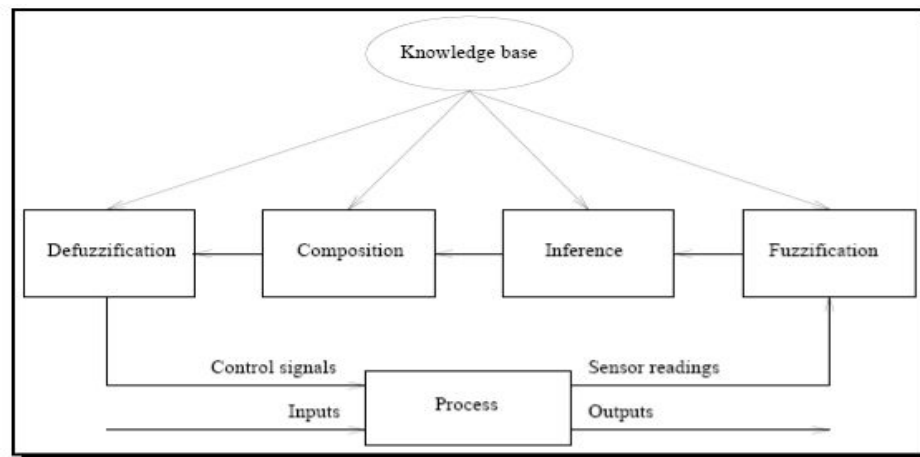 Knowledge base
Defuzzification
Composition
Inference
Fuzzification
Control signals
Sensor readings
Process
Inputs
Outputs